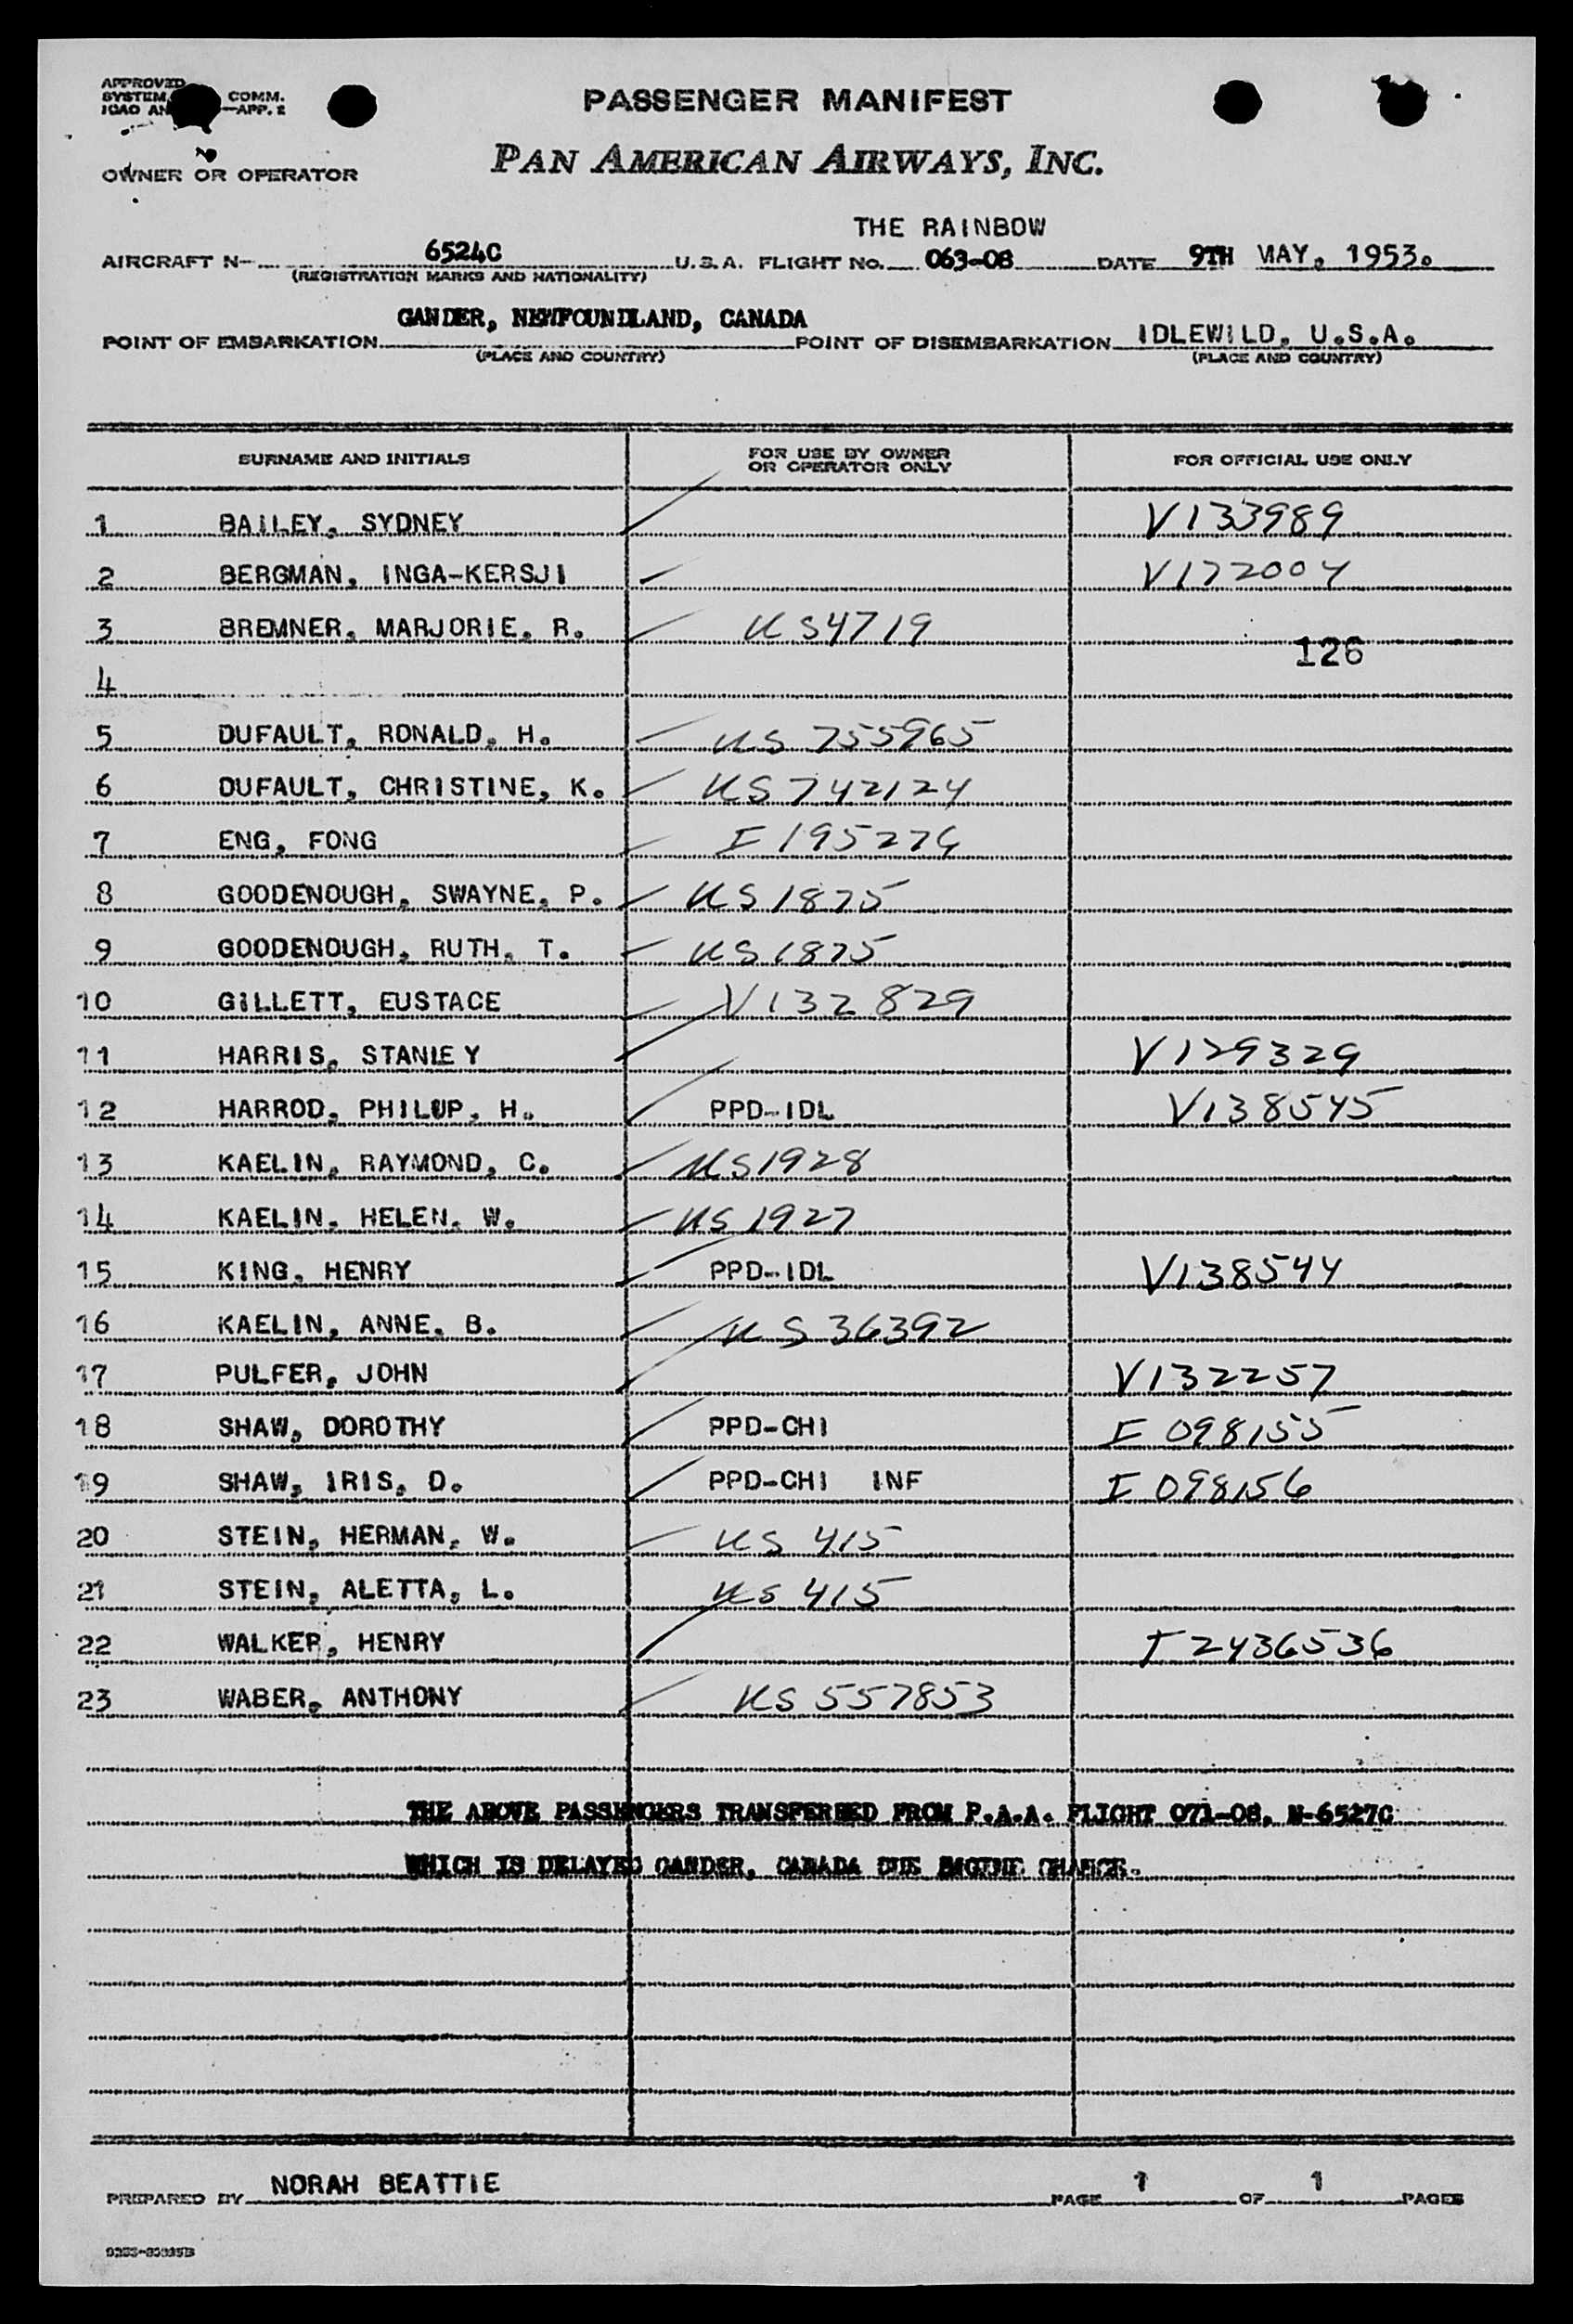 APPROVED
SYSTEM, COMM.
ICAO AN —APP. 2
PASSENGER MANIFEST
OWNER OR OPERATOR PAN AMERICAN AIRWAYS, INC.
THE RAINBOW
AIRCRAFT N- 6524C U.S.A. FLIGHT No. 063-08 DATE 9TH MAY, 1953.
(REGISTRATION MARKS AND NATIONALITY)
GANDER, NEWFOUNDLAND, CANADA
POINT OF EMBARKATION POINT OF DISEMBARKATION IDLEWILD, U.S.A.
(PLACE AND COUNTRY) (PLACE AND COUNTRY)
SURNAME AND INITIALS FOR USE BY OWNER OR OPERATOR ONLY FOR OFFICIAL USE ONLY
1 BAILEY, SYDNEY V133989
2 BERGMAN, INGA-KERSJI V172004
3 BREMNER, MARJORIE, R. US4719
126
4
5 DUFAULT, RONALD, H. US 755965
6 DUFAULT, CHRISTINE, K. US742124
7 ENG, FONG I195276
8 GOODENOUGH, SWAYNE, P. US1875
9 GOODENOUGH, RUTH, T. US1875
10 GILLETT, EUSTACE V132829
11 HARRIS, STANLEY V129329
12 HARROD, PHILUP, H. PPD-IDL V138545
13 KAELIN, RAYMOND, C. US1928
14 KAELIN, HELEN, W. US1927
15 KING, HENRY PPD-IDL V138544
16 KAELIN, ANNE, B. US36392
17 PULFER, JOHN V132257
18 SHAW, DOROTHY PPD-CHI I 098155
19 SHAW, IRIS, D. PPD-CHI INF I 098156
20 STEIN, HERMAN, W. US 415
21 STEIN, ALETTA, L. US 415
22 WALKER, HENRY I 2436536
23 WABER, ANTHONY US 557853
THE ABOVE PASSENGERS TRANSFERRED FROM P.A.A. FLIGHT 071-08, N-6527C
WHICH IS DELAYED GANDER, CANADA DUE ENGINE CHANGE.
PREPARED BY NORAH BEATTIE PAGE 1 OF 1 PAGES